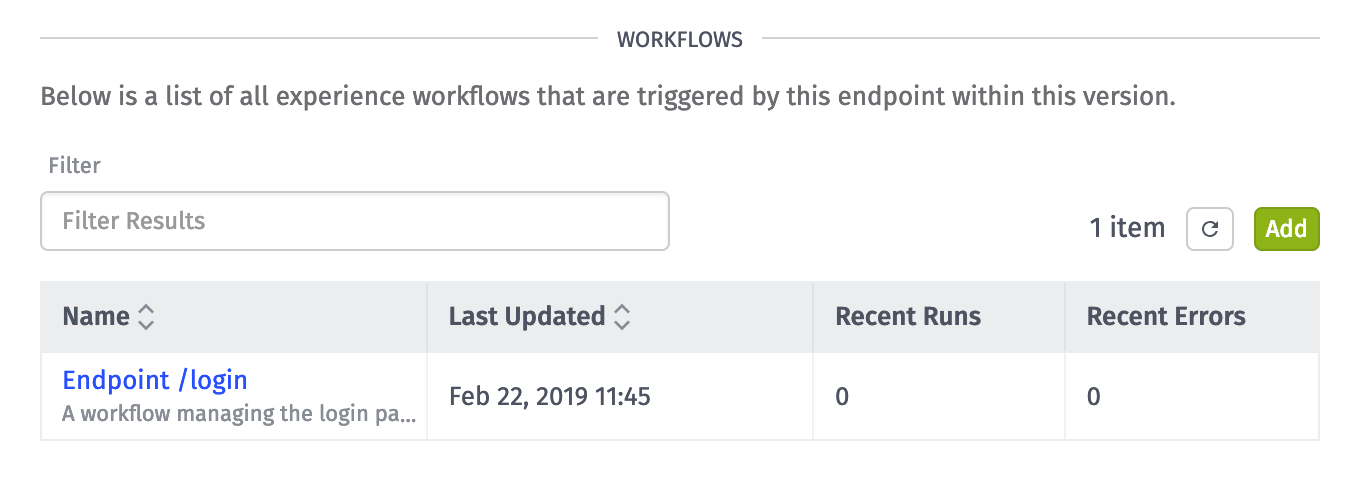 WORKFLOWS
Below is a list of all experience workflows that are triggered by this endpoint within this version.
Filter
Filter Results
1 item
Add
Name
Last Updated
Recent Runs
Recent Errors
Endpoint /login
A workflow managing the login pa...
Feb 22, 2019 11:45
0
0